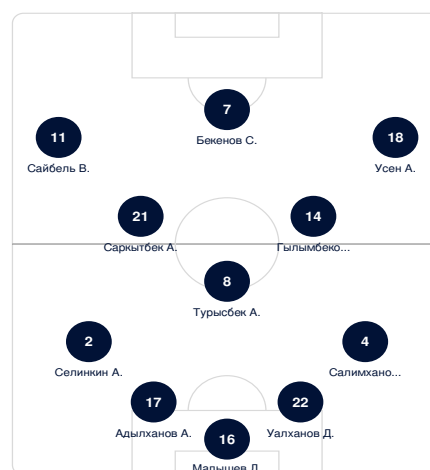 7
Бекенов С.
11
Сайбель В.
18
Усен А.
21
Саркытбек А.
14
Гылымбеко...
8
Турысбек А.
2
Селинкин А.
4
Салимхано...
17
Адылханов А.
22
Уалханов Д.
16
Малышев Д